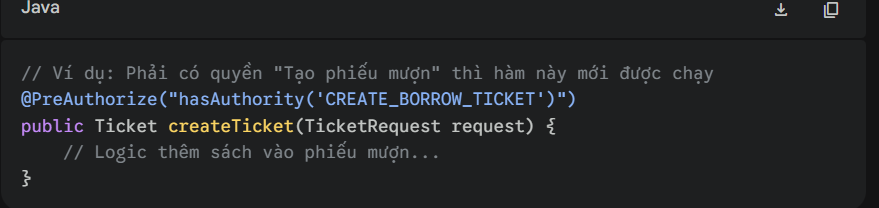 Java
// Ví dụ: Phải có quyền "Tạo phiếu mượn" thì hàm này mới được chạy
@PreAuthorize("hasAuthority('CREATE_BORROW_TICKET')")
public Ticket createTicket(TicketRequest request) {
    // Logic thêm sách vào phiếu mượn...
}